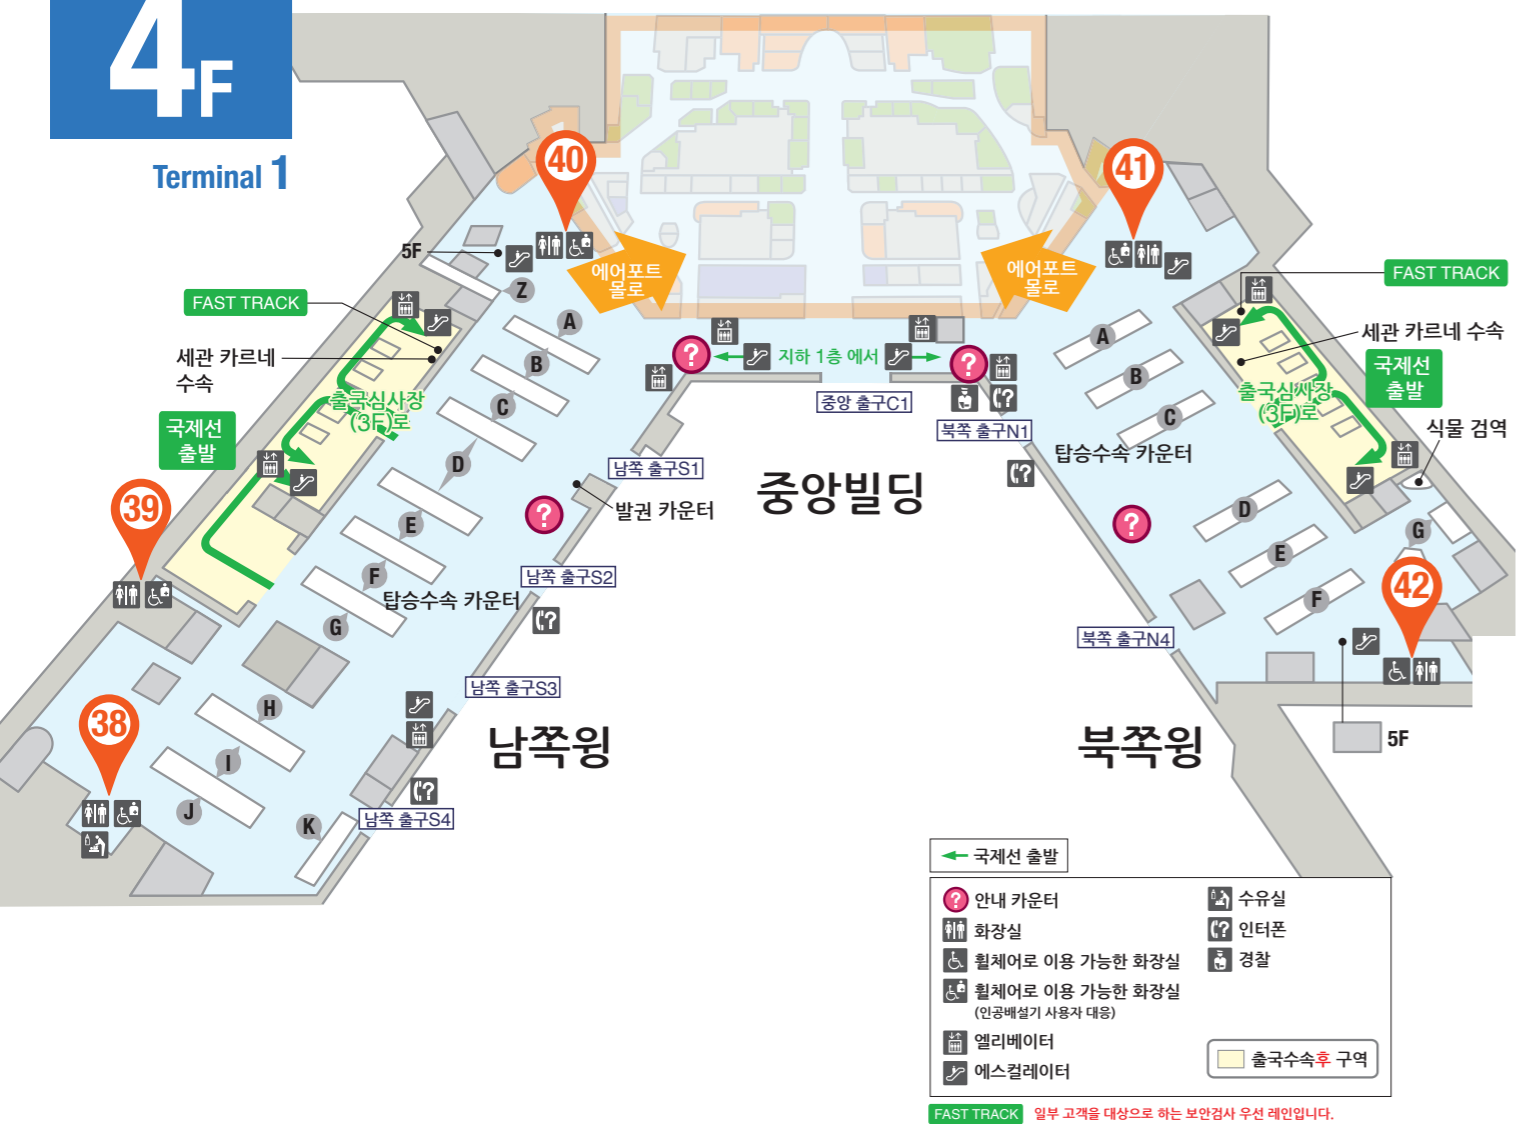 4F
Terminal 1
40
41
5F
에어포트
몰로
에어포트
몰로
FAST TRACK
FAST TRACK
Z
A
B
C
D
E
F
G
H
I
J
K
A
B
C
D
E
F
G
세관 카르네
수속
세관 카르네 수속
지하 1층 에서
국제선
출발
출국심사장
(3F)로
출국심사장
(3F)로
국제선
출발
중앙 출구C1
북쪽 출구N1
식물 검역
탑승수속 카운터
남쪽 출구S1
중앙빌딩
발권 카운터
39
남쪽 출구S2
42
탑승수속 카운터
북쪽 출구N4
남쪽 출구S3
38
남쪽윙
북쪽윙
5F
남쪽 출구S4
국제선 출발
? 안내 카운터
화장실
휠체어로 이용 가능한 화장실
휠체어로 이용 가능한 화장실
(인공배설기 사용자 대응)
엘리베이터
에스컬레이터
수유실
인터폰
경찰
출국수속후 구역
FAST TRACK 일부 고객을 대상으로 하는 보안검사 우선 레인입니다.